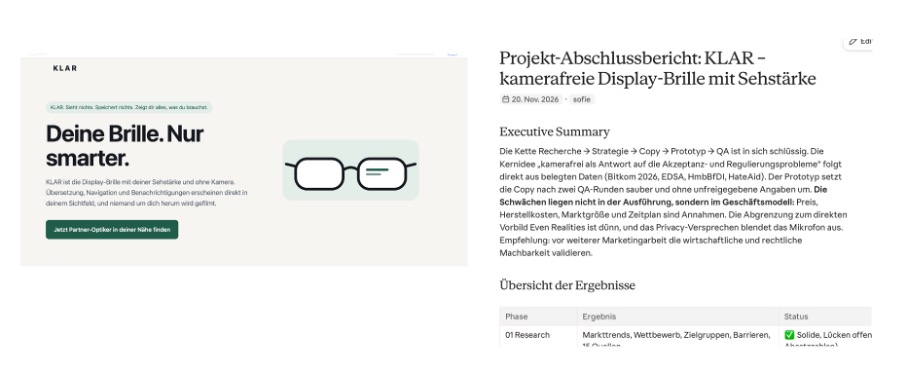 KLAR
KLAR. Sieht nichts. Speichert nichts. Zeigt dir alles, was du brauchst.
Deine Brille. Nur
smarter.
KLAR ist die Display-Brille mit deiner Sehstärke und ohne Kamera.
Übersetzung, Navigation und Benachrichtigungen erscheinen direkt in
deinem Sichtfeld, und niemand um dich herum wird gefilmt.
Jetzt Partner-Optiker in deiner Nähe finden
Projekt-Abschlussbericht: KLAR –
kamerafreie Display-Brille mit Sehstärke
20. Nov. 2026 · sofie
Executive Summary
Die Kette Recherche → Strategie → Copy → Prototyp → QA ist in sich schlüssig. Die
Kernidee „kamerafrei als Antwort auf die Akzeptanz- und Regulierungsprobleme“ folgt
direkt aus belegten Daten (Bitkom 2026, EDSA, HmbBfDI, HateAid). Der Prototyp setzt
die Copy nach zwei QA-Runden sauber und ohne unfreigegebene Angaben um. Die
Schwächen liegen nicht in der Ausführung, sondern im Geschäftsmodell: Preis,
Herstellkosten, Marktgröße und Zeitplan sind Annahmen. Die Abgrenzung zum direkten
Vorbild Even Realities ist dünn, und das Privacy-Versprechen blendet das Mikrofon aus.
Empfehlung: vor weiterer Marketingarbeit die wirtschaftliche und rechtliche
Machbarkeit validieren.
Übersicht der Ergebnisse
Phase Ergebnis Status
01 Research Markttrends, Wettbewerb, Zielgruppen, Barrieren, ✅ Solide, Lücken offen